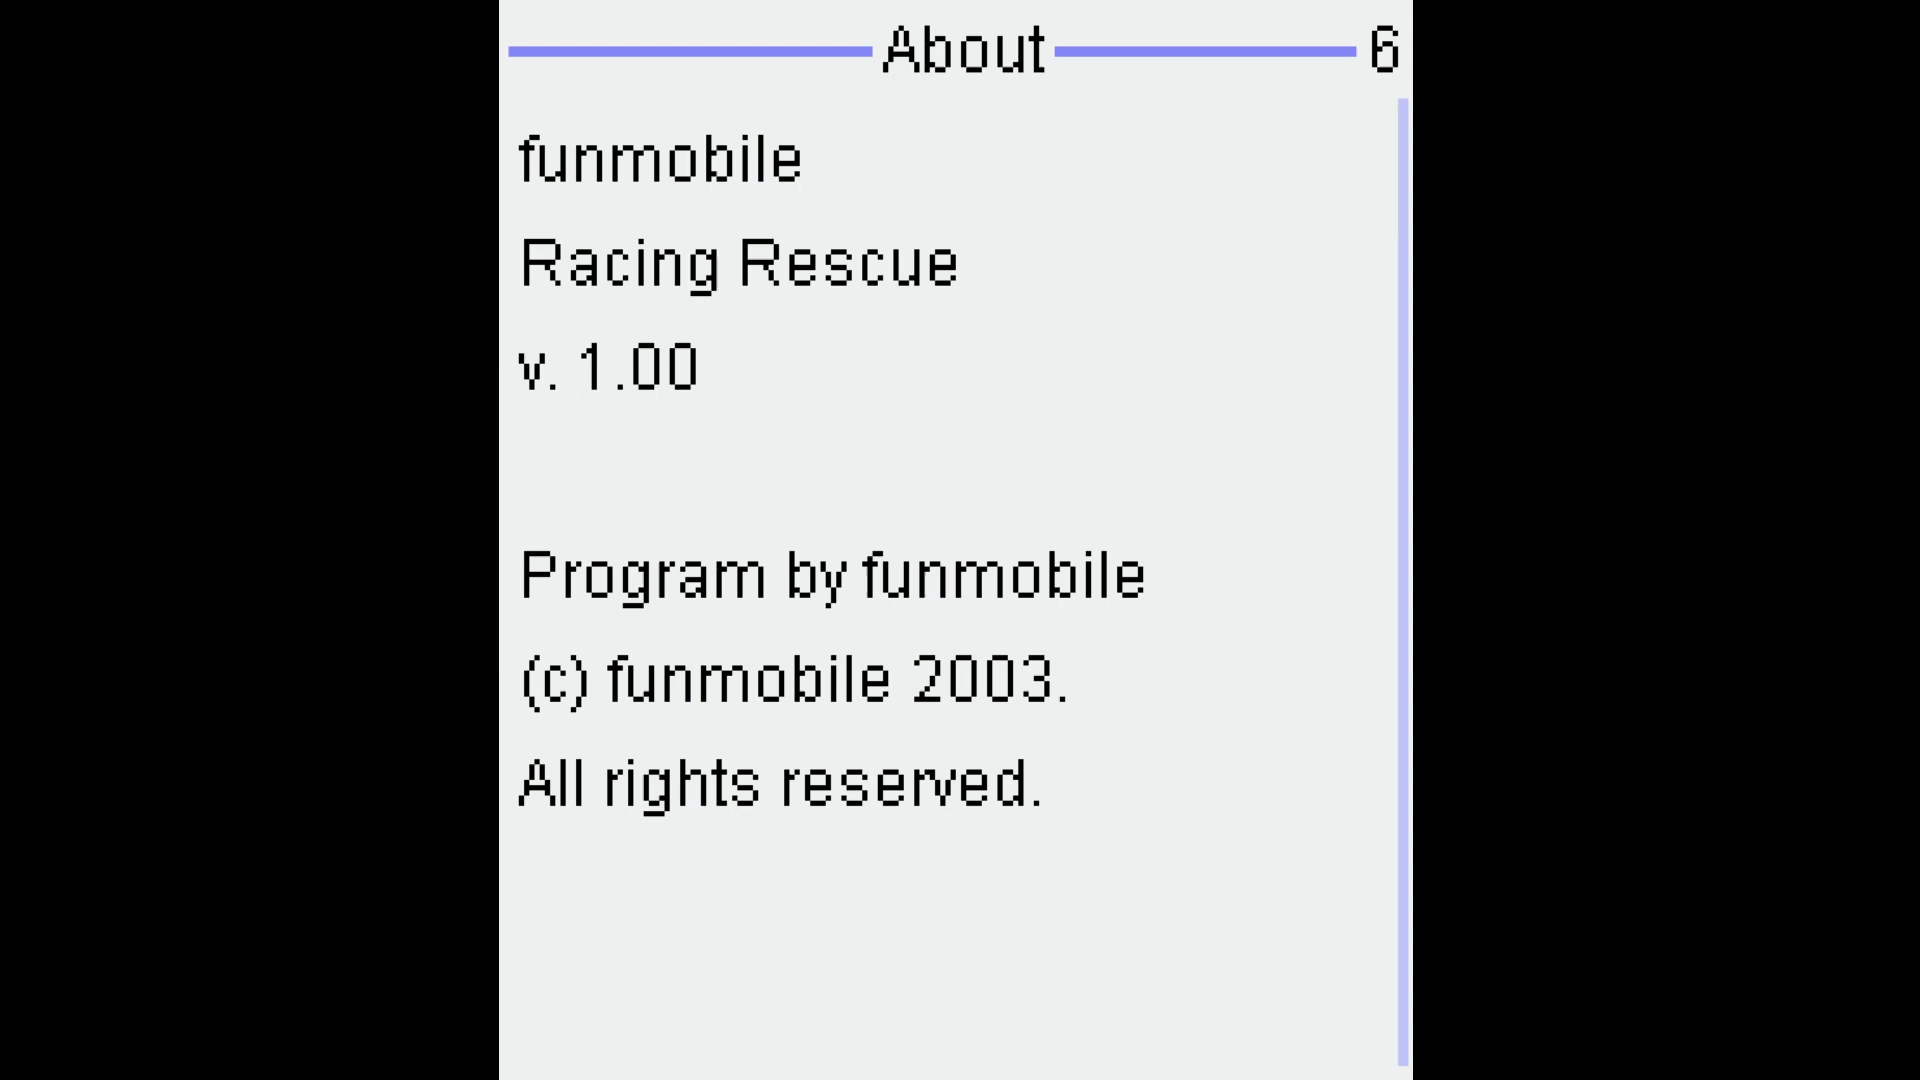 About 6
funmobile
Racing Rescue
v. 1.00
Program by funmobile
(c) funmobile 2003.
All rights reserved.